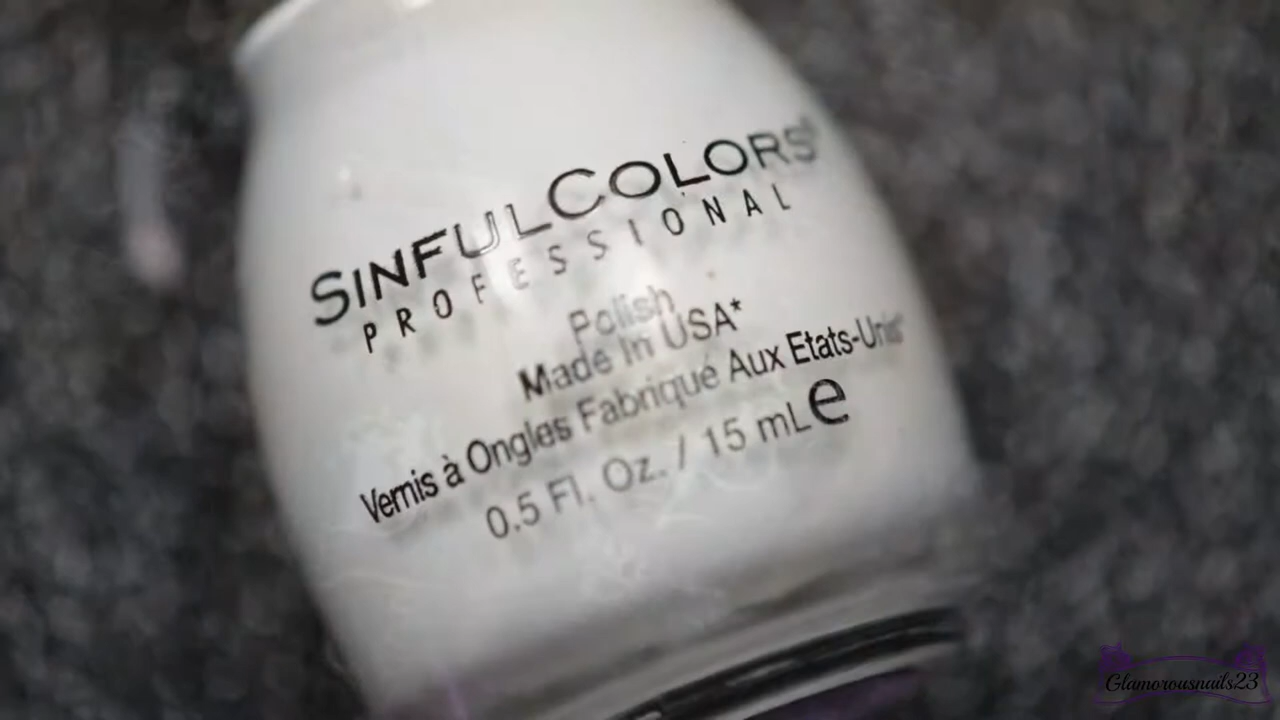 SINFULCOLORS®
PROFESSIONAL
Polish
Made In USA*
Vernis à Ongles Fabriqué Aux Etats-Unis*
0.5 Fl. Oz. / 15 mL e
Glamorousnails23